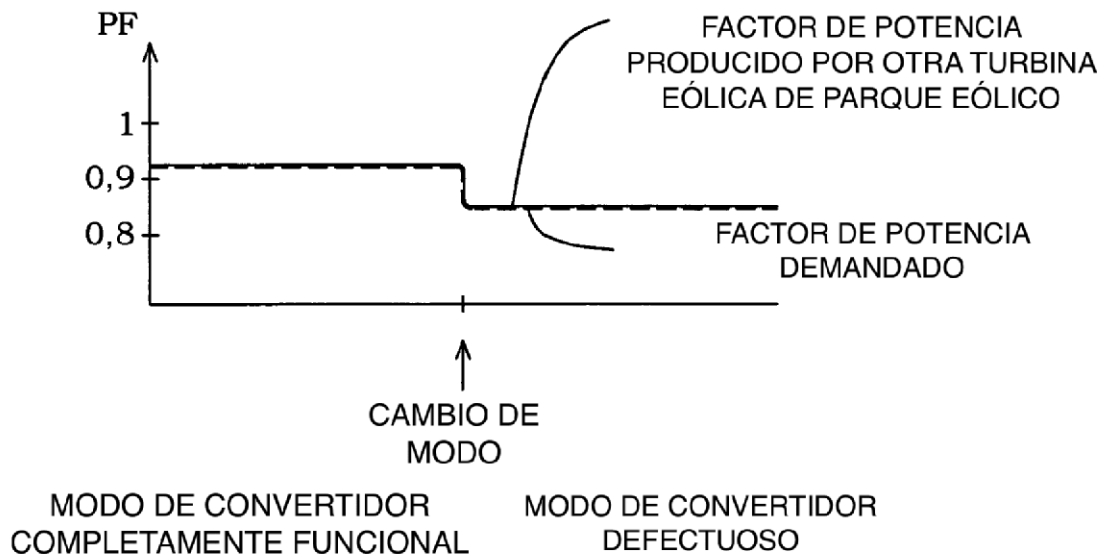 PF
FACTOR DE POTENCIA
PRODUCIDO POR OTRA TURBINA
EÓLICA DE PARQUE EÓLICO
1
0,9
0,8
FACTOR DE POTENCIA
DEMANDADO
CAMBIO DE
MODO
MODO DE CONVERTIDOR
COMPLETAMENTE FUNCIONAL
MODO DE CONVERTIDOR
DEFECTUOSO